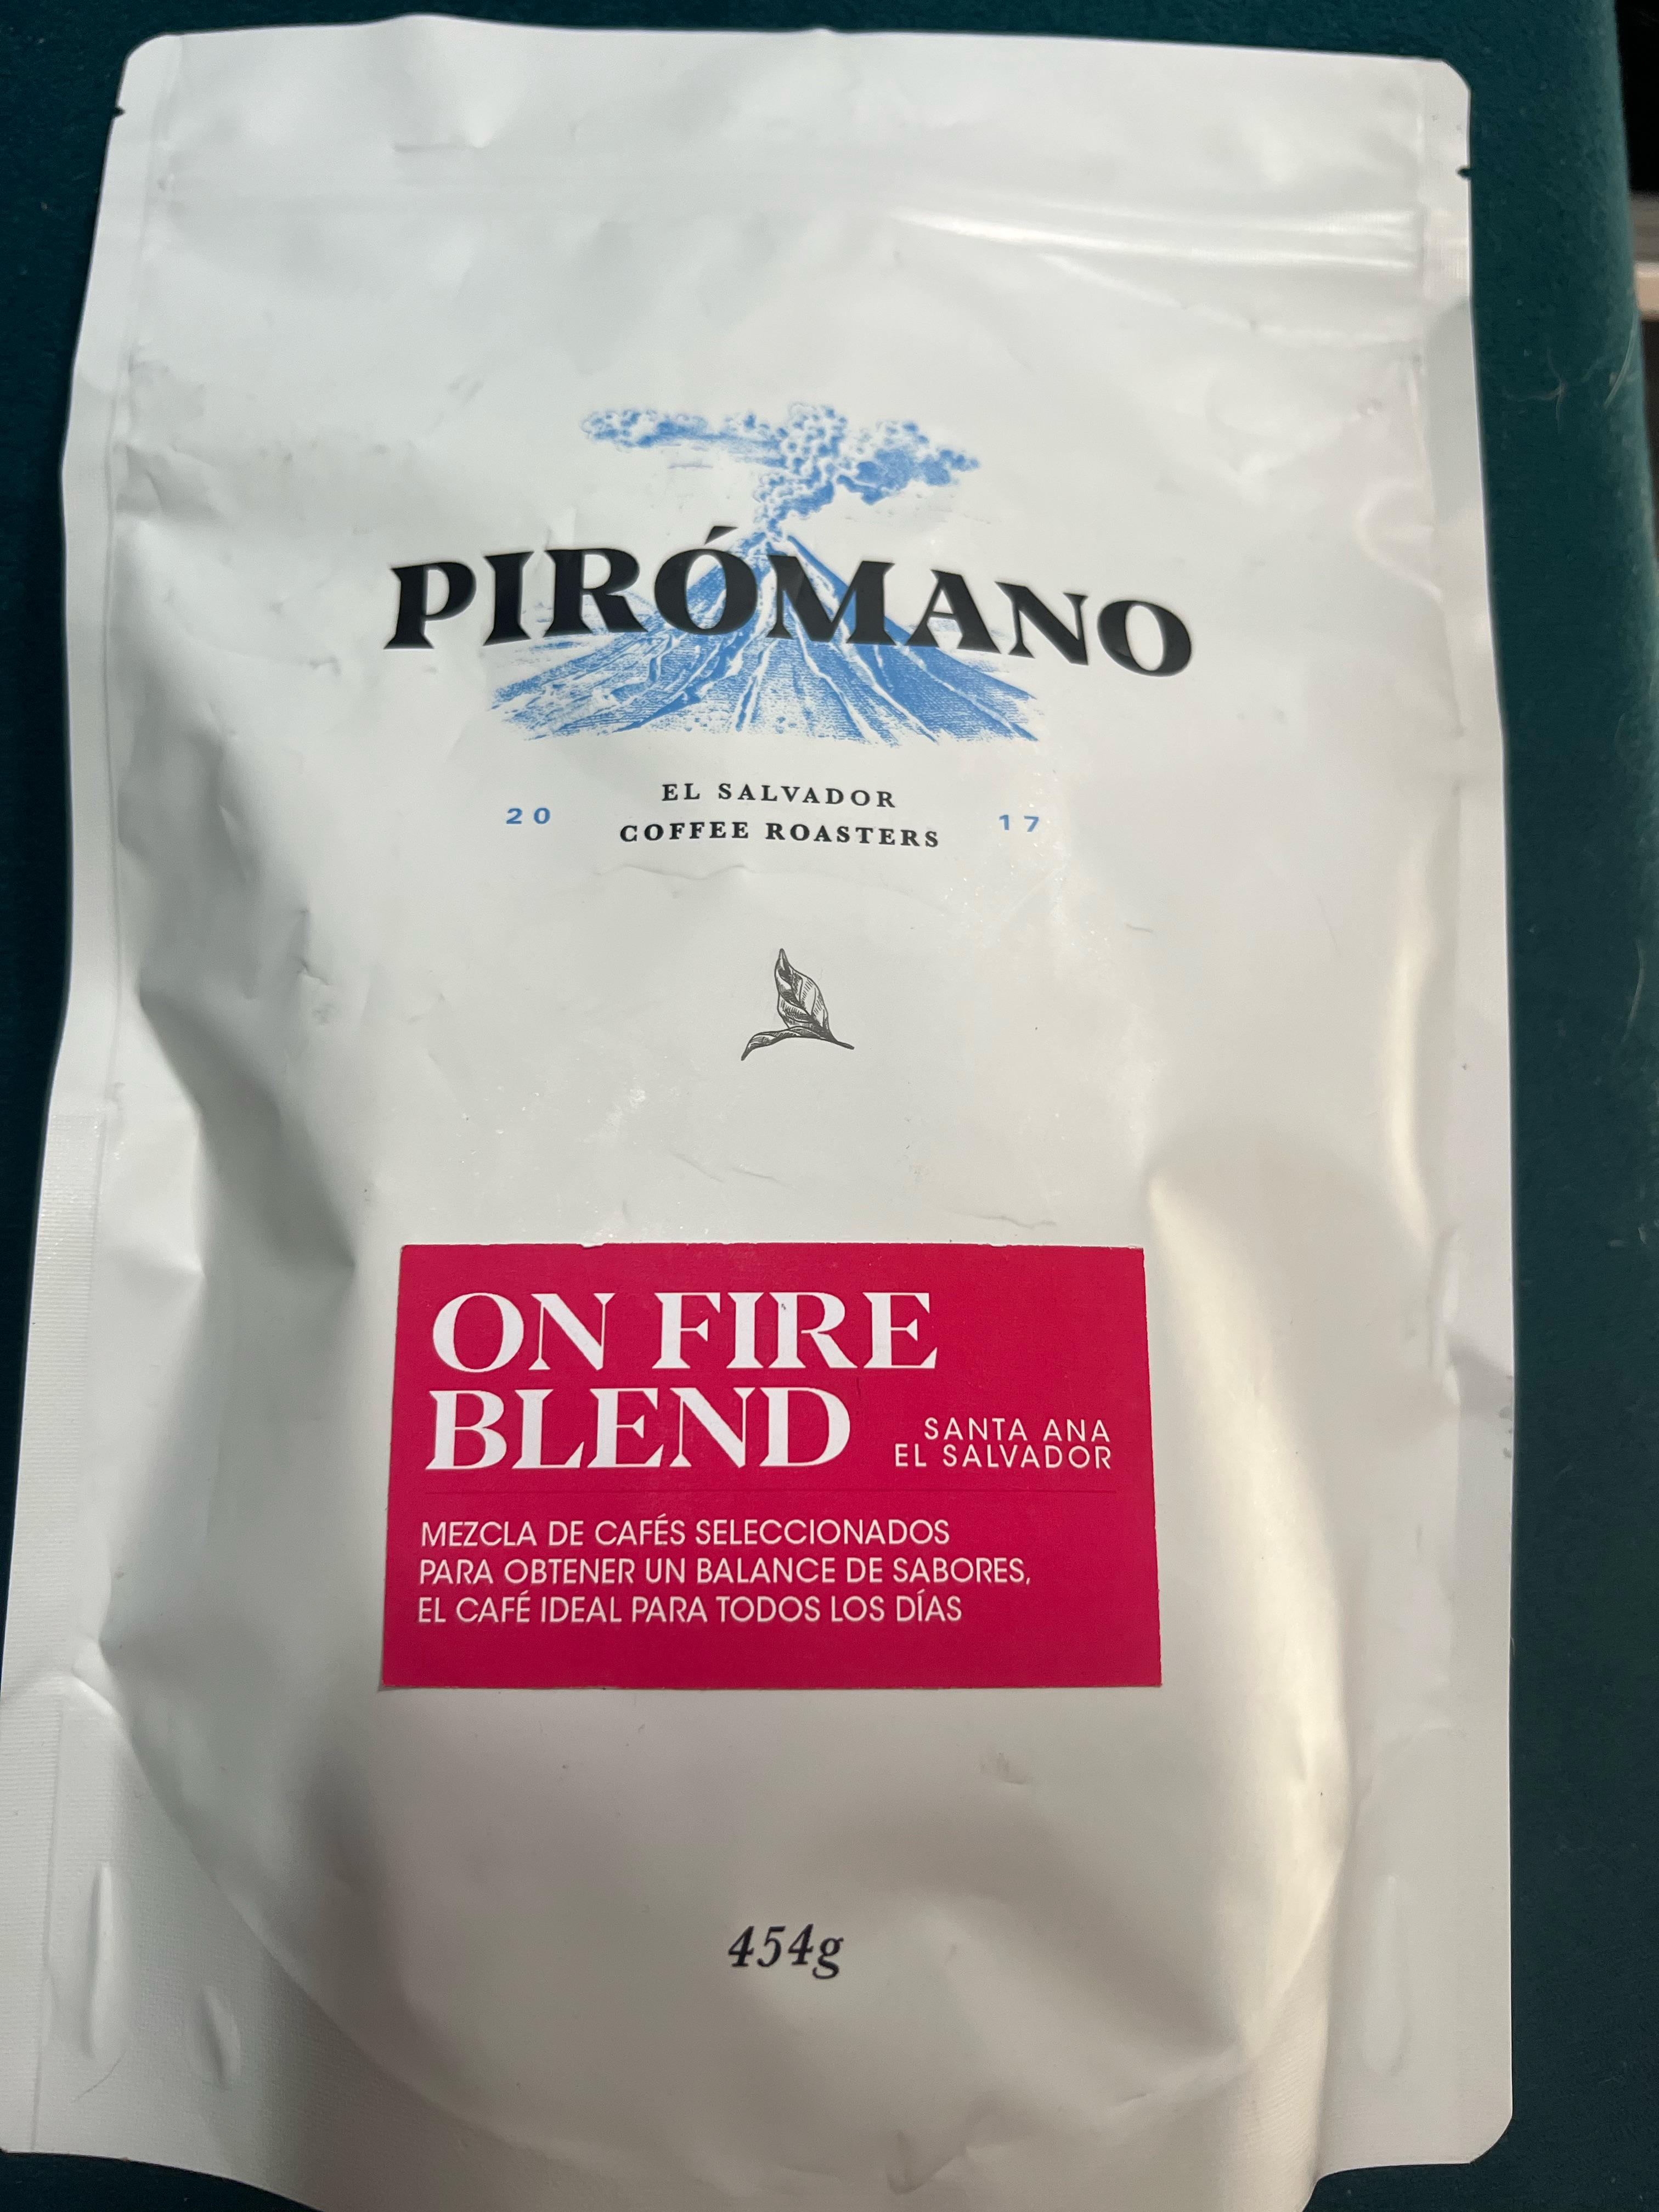 PIRÓMANO
EL SALVADOR
20 COFFEE ROASTERS 17
ON FIRE
BLEND
SANTA ANA
EL SALVADOR
MEZCLA DE CAFÉS SELECCIONADOS
PARA OBTENER UN BALANCE DE SABORES,
EL CAFÉ IDEAL PARA TODOS LOS DÍAS
454g